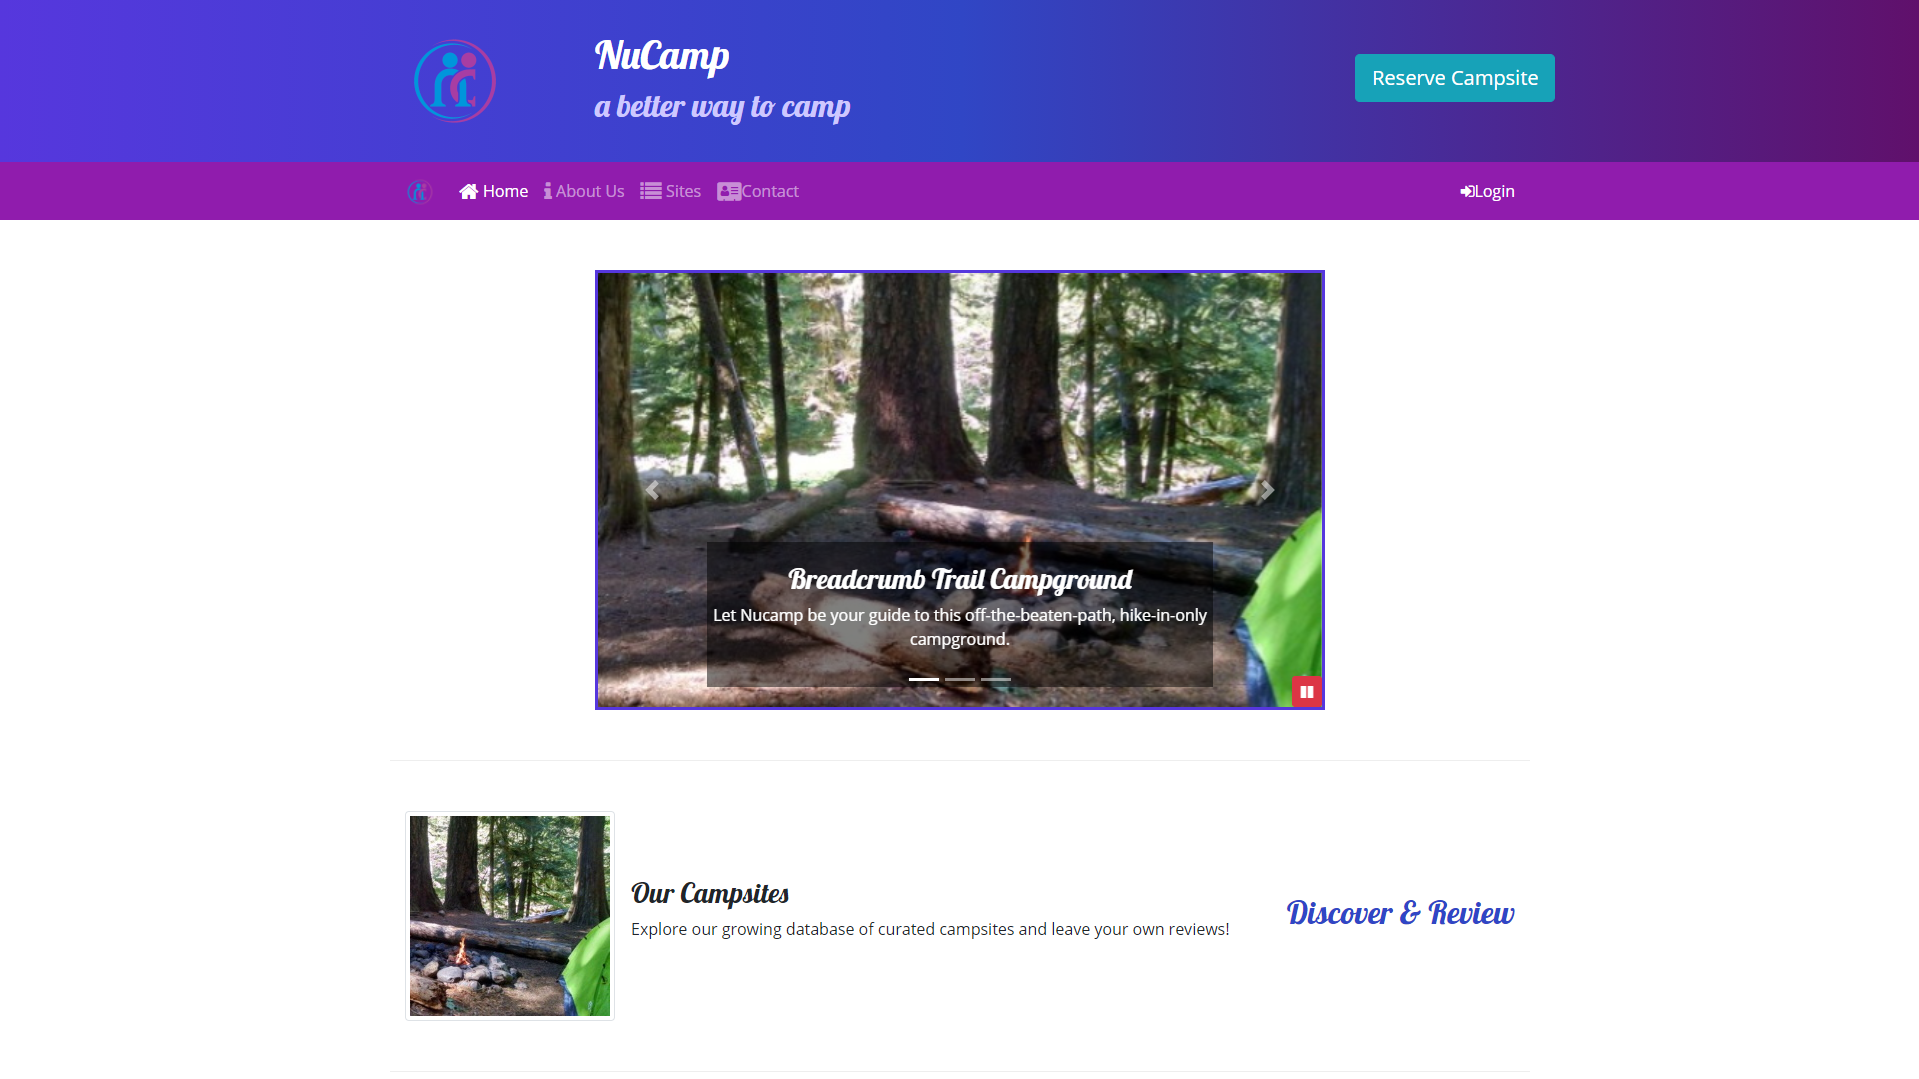 NuCamp
a better way to camp
Reserve Campsite
Home About Us Sites Contact Login
Breadcrumb Trail Campground
Let Nucamp be your guide to this off-the-beaten-path, hike-in-only
campground.
Our Campsites
Explore our growing database of curated campsites and leave your own reviews!
Discover & Review